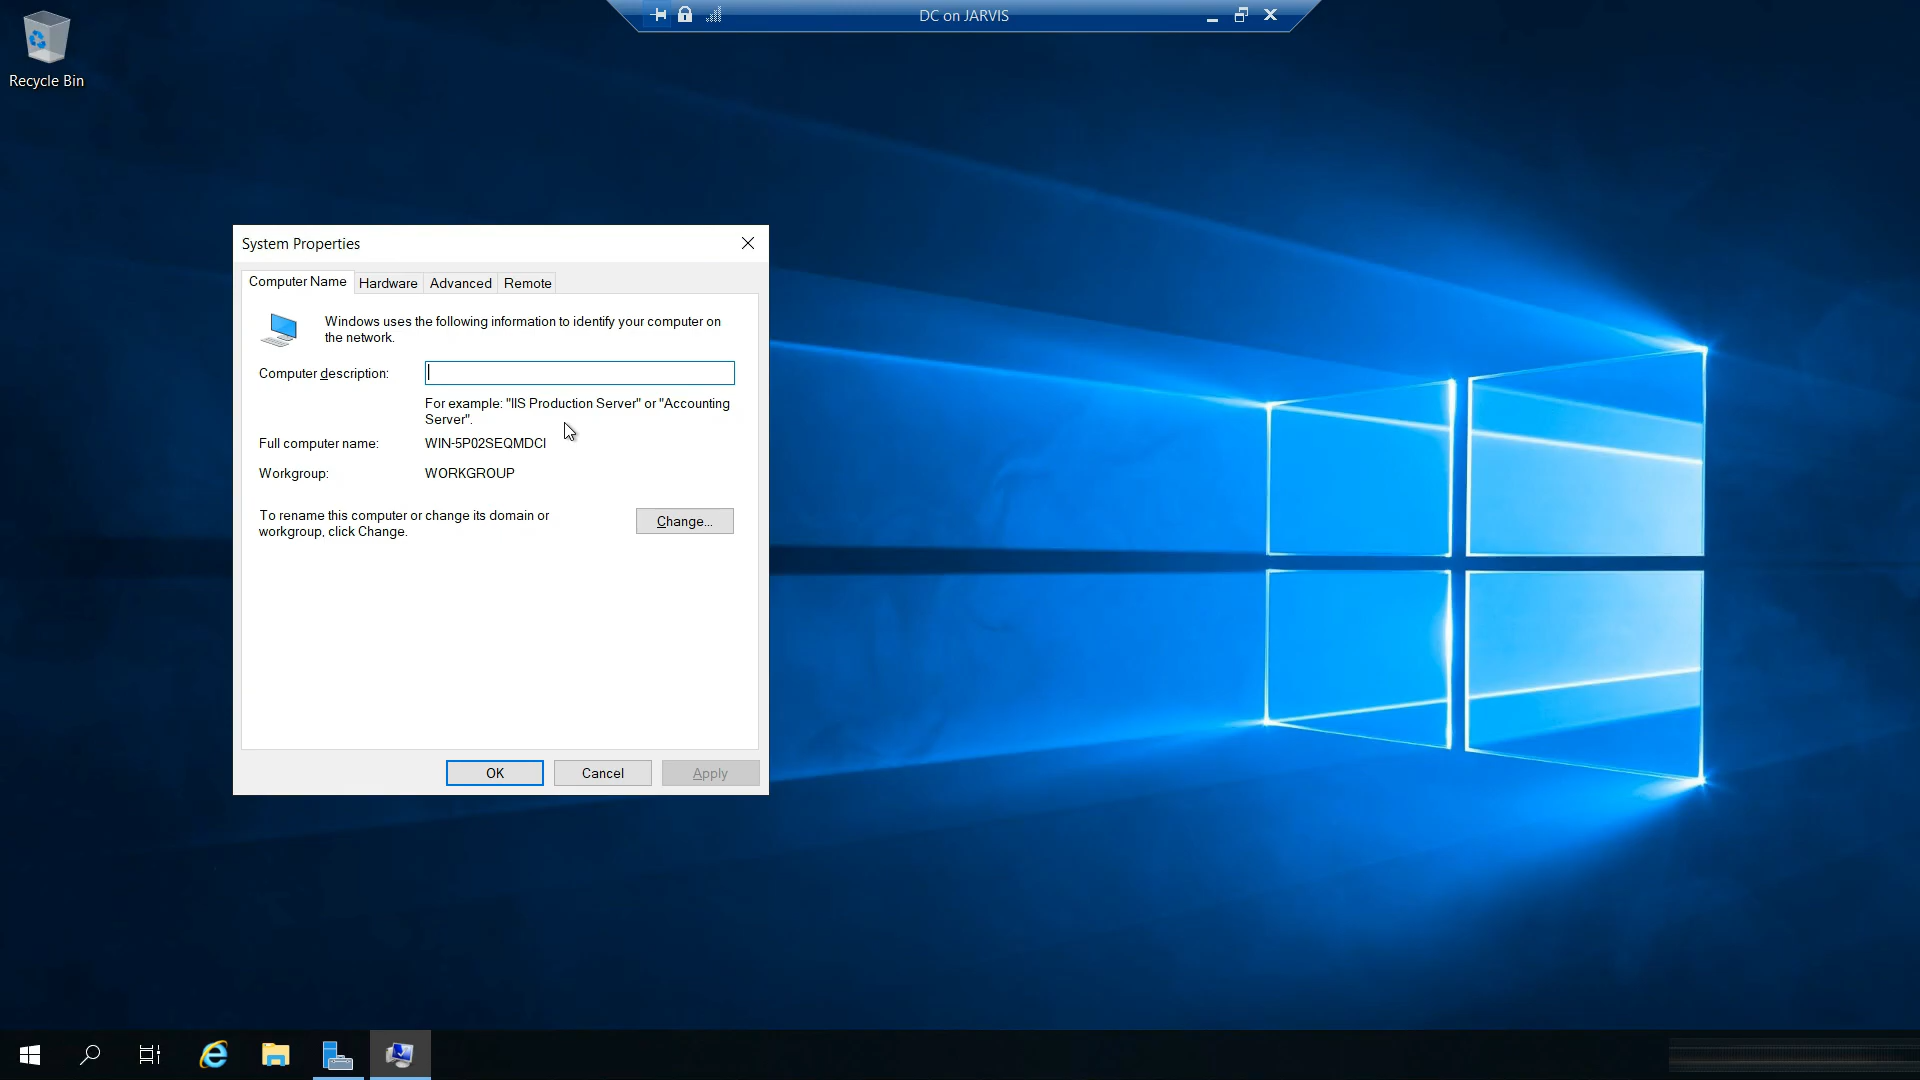 DC on JARVIS
Recycle Bin
System Properties
Computer Name Hardware Advanced Remote
Windows uses the following information to identify your computer on
the network.
Computer description:
For example: "IIS Production Server" or "Accounting
Server".
Full computer name: WIN-5P02SEQMDCI
Workgroup: WORKGROUP
To rename this computer or change its domain or
workgroup, click Change.
Change...
OK Cancel Apply